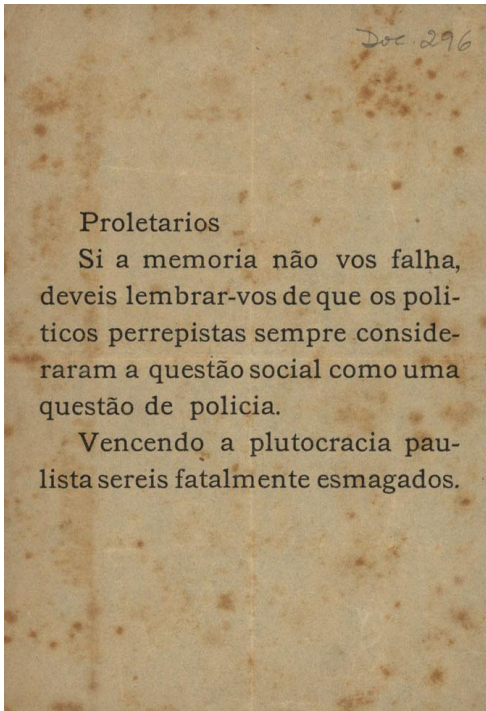 Doc. 296
Proletarios
Si a memoria não vos falha,
deveis lembrar-vos de que os poli-
ticos perrepistas sempre conside-
raram a questão social como uma
questão de policia.
Vencendo a plutocracia pau-
lista sereis fatalmente esmagados.